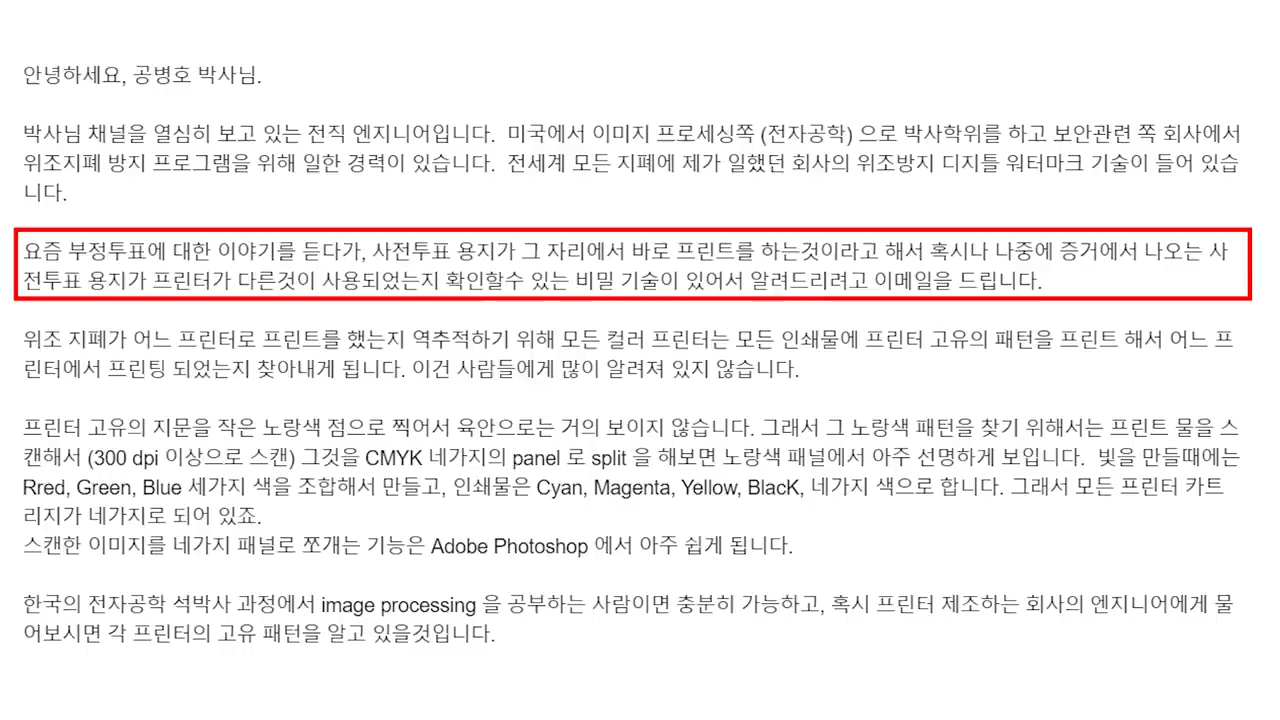 안녕하세요, 공병호 박사님.
박사님 채널을 열심히 보고 있는 전직 엔지니어입니다. 미국에서 이미지 프로세싱쪽 (전자공학) 으로 박사학위를 하고 보안관련 쪽 회사에서
위조지폐 방지 프로그램을 위해 일한 경력이 있습니다. 전세계 모든 지폐에 제가 일했던 회사의 위조방지 디지틀 워터마크 기술이 들어 있습
니다.
요즘 부정투표에 대한 이야기를 듣다가, 사전투표 용지가 그 자리에서 바로 프린트를 하는것이라고 해서 혹시나 나중에 증거에서 나오는 사
전투표 용지가 프린터가 다른것이 사용되었는지 확인할수 있는 비밀 기술이 있어서 알려드리려고 이메일을 드립니다.
위조 지폐가 어느 프린터로 프린트를 했는지 역추적하기 위해 모든 컬러 프린터는 모든 인쇄물에 프린터 고유의 패턴을 프린트 해서 어느 프
린터에서 프린팅 되었는지 찾아내게 됩니다. 이건 사람들에게 많이 알려져 있지 않습니다.
프린터 고유의 지문을 작은 노랑색 점으로 찍어서 육안으로는 거의 보이지 않습니다. 그래서 그 노랑색 패턴을 찾기 위해서는 프린트 물을 스
캔해서 (300 dpi 이상으로 스캔) 그것을 CMYK 네가지의 panel 로 split 을 해보면 노랑색 패널에서 아주 선명하게 보입니다. 빛을 만들때에는
Rred, Green, Blue 세가지 색을 조합해서 만들고, 인쇄물은 Cyan, Magenta, Yellow, BlacK, 네가지 색으로 합니다. 그래서 모든 프린터 카트
리지가 네가지로 되어 있죠.
스캔한 이미지를 네가지 패널로 쪼개는 기능은 Adobe Photoshop 에서 아주 쉽게 됩니다.
한국의 전자공학 석박사 과정에서 image processing 을 공부하는 사람이면 충분히 가능하고, 혹시 프린터 제조하는 회사의 엔지니어에게 물
어보시면 각 프린터의 고유 패턴을 알고 있을것입니다.